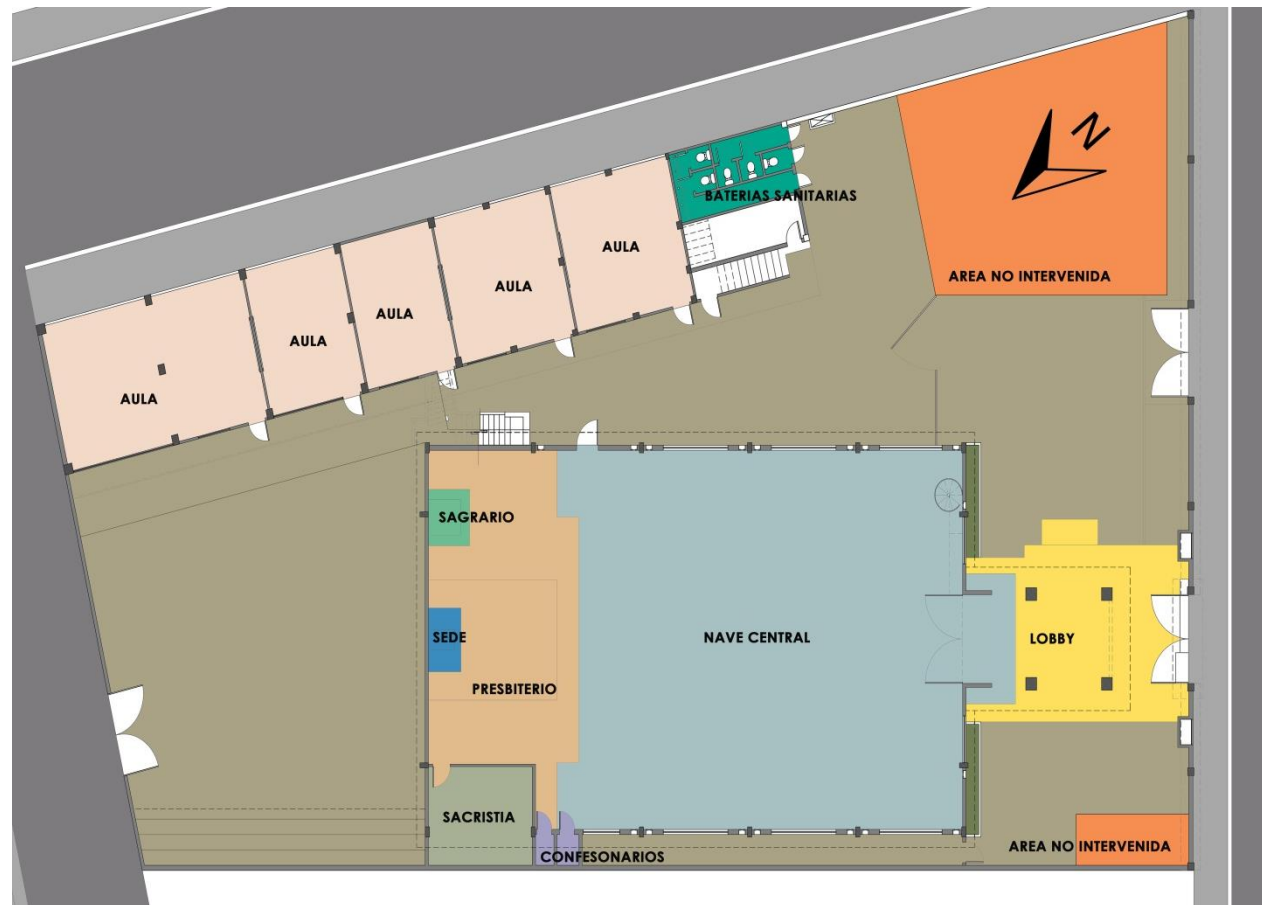 N
BATERIAS SANITARIAS
AULA
AREA NO INTERVENIDA
AULA
AULA
AULA
AULA
SAGRARIO
SEDE
NAVE CENTRAL
LOBBY
PRESBITERIO
SACRISTIA
AREA NO INTERVENIDA
CONFESONARIOS